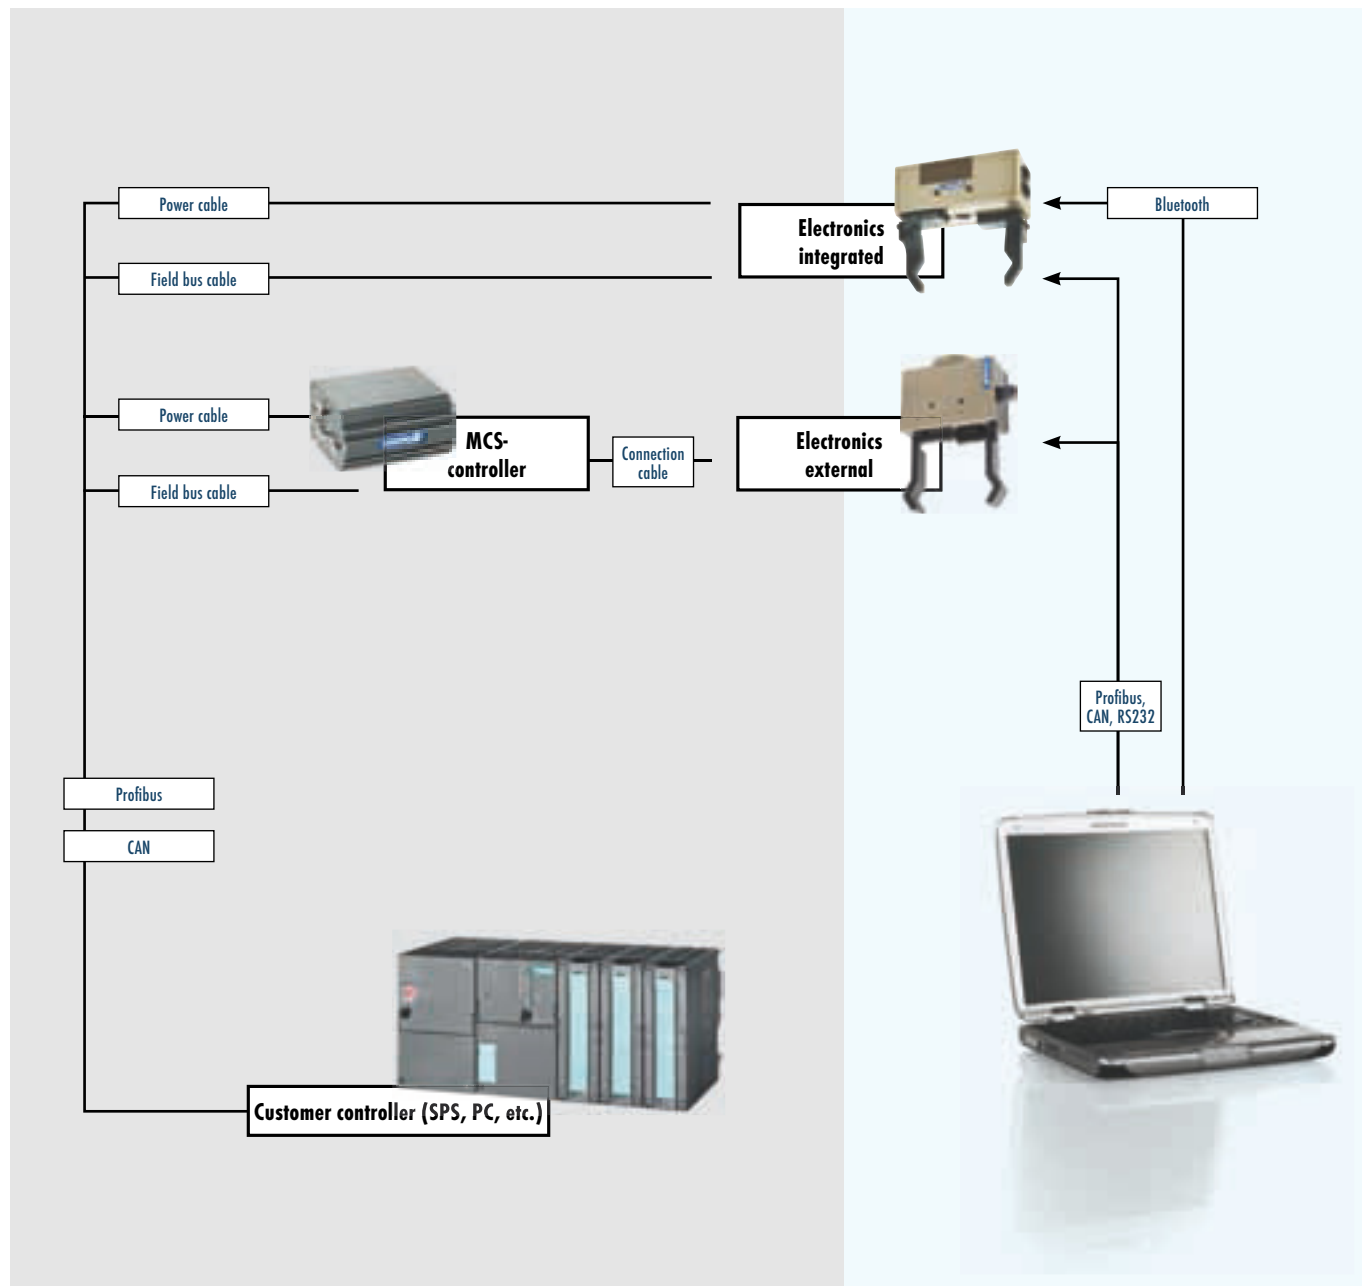 Power cable
Bluetooth
Electronics
integrated
Field bus cable
Power cable
MCS-
controller
Connection
cable
Electronics
external
Field bus cable
Profibus,
CAN, RS232
Profibus
CAN
Customer controller (SPS, PC, etc.)